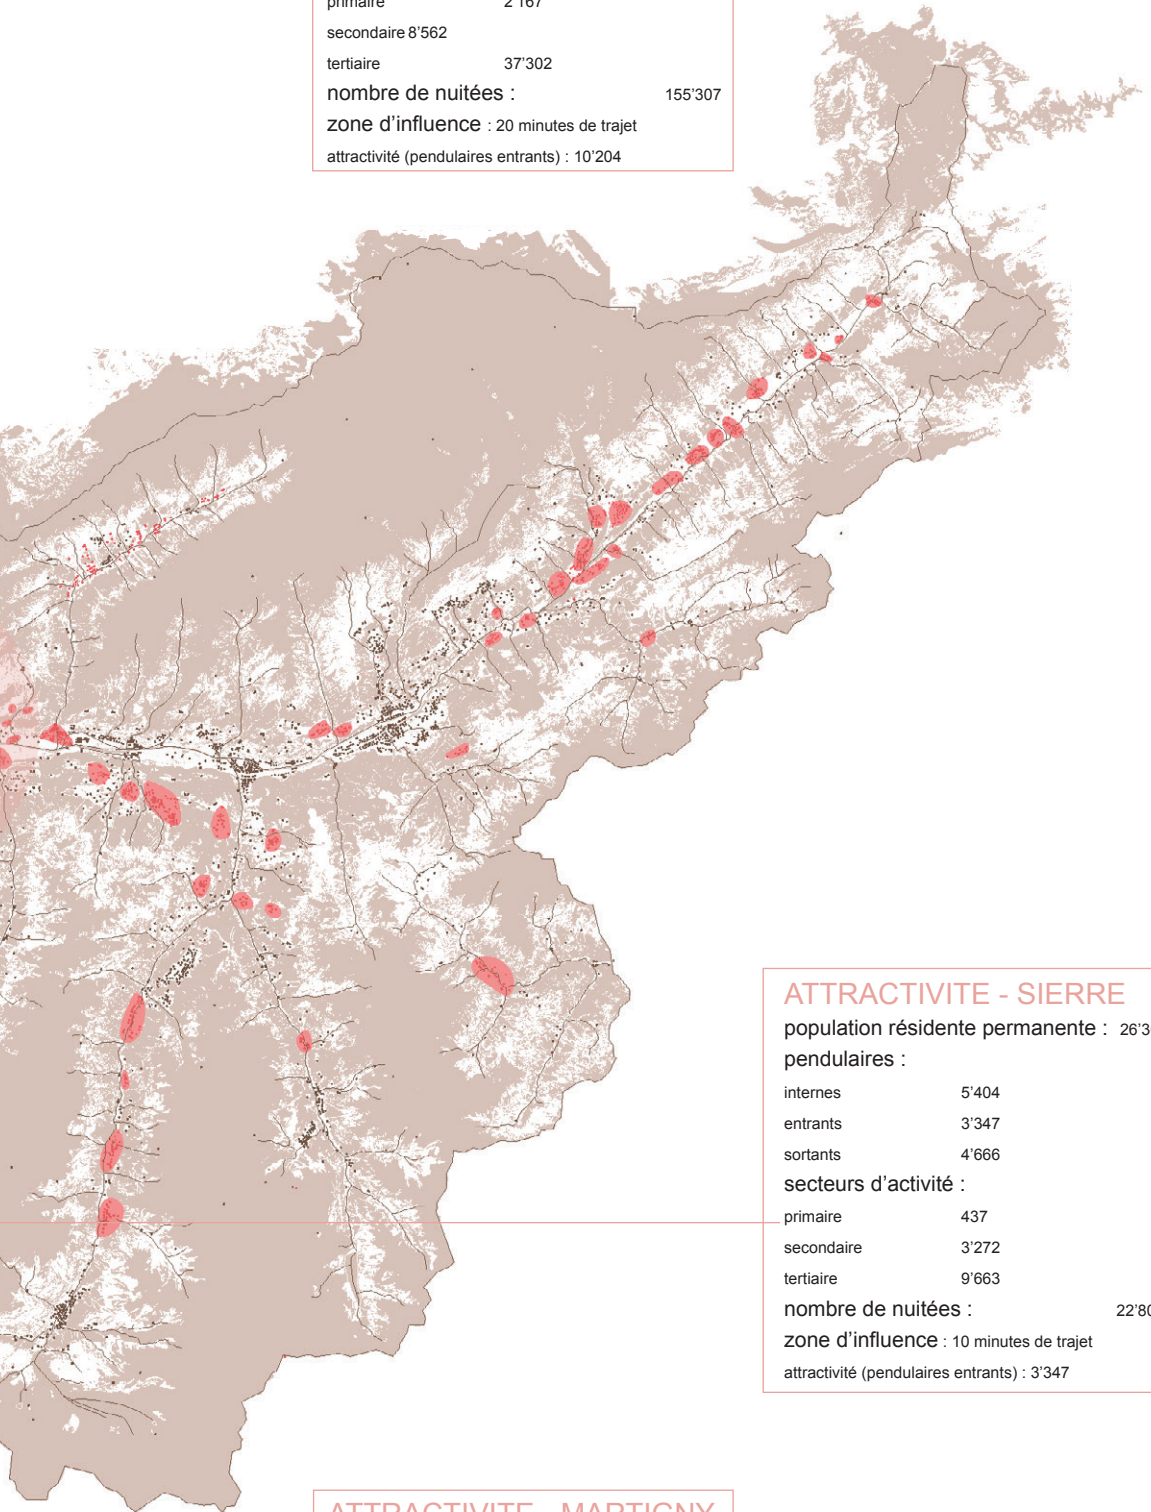 primaire 2'167
secondaire 8'562
tertiaire 37'302
nombre de nuitées : 155'307
zone d'influence : 20 minutes de trajet
attractivité (pendulaires entrants) : 10'204
ATTRACTIVITE - SIERRE
population résidente permanente :
pendulaires :
internes 5'404
entrants 3'347
sortants 4'666
secteurs d'activité :
primaire 437
secondaire 3'272
tertiaire 9'663
nombre de nuitées :
zone d'influence : 10 minutes de trajet
attractivité (pendulaires entrants) : 3'347
ATTRACTIVITE - MARTIGNY